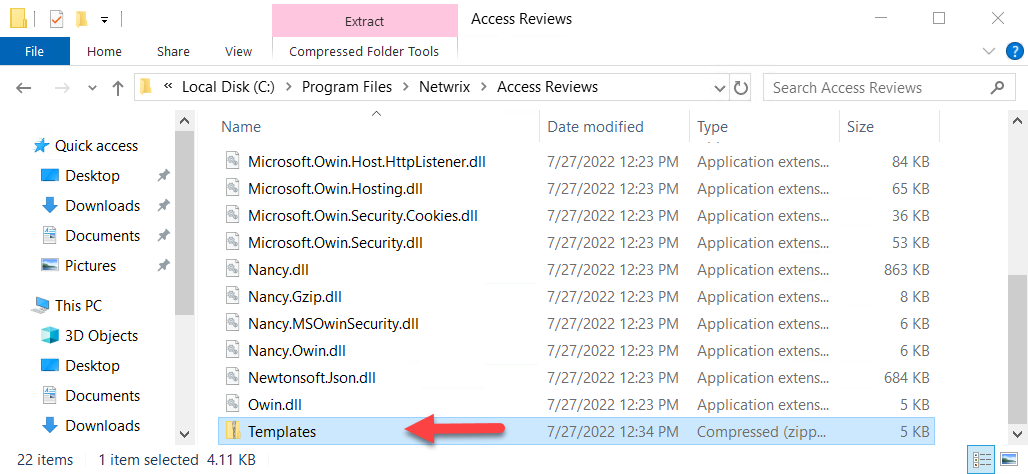 Extract
Access Reviews
File
Home
Share
View
Compressed Folder Tools
?
« Local Disk (C:) > Program Files > Netwrix > Access Reviews
Search Access Reviews
Name
Date modified
Type
Size
Quick access
Desktop
Downloads
Documents
Pictures
This PC
3D Objects
Desktop
Documents
Downloads
Microsoft.Owin.Host.HttpListener.dll 7/27/2022 12:23 PM Application extens... 84 KB
Microsoft.Owin.Hosting.dll 7/27/2022 12:23 PM Application extens... 65 KB
Microsoft.Owin.Security.Cookies.dll 7/27/2022 12:23 PM Application extens... 36 KB
Microsoft.Owin.Security.dll 7/27/2022 12:23 PM Application extens... 53 KB
Nancy.dll 7/27/2022 12:23 PM Application extens... 863 KB
Nancy.Gzip.dll 7/27/2022 12:23 PM Application extens... 8 KB
Nancy.MSOwinSecurity.dll 7/27/2022 12:23 PM Application extens... 6 KB
Nancy.Owin.dll 7/27/2022 12:23 PM Application extens... 6 KB
Newtonsoft.Json.dll 7/27/2022 12:23 PM Application extens... 684 KB
Owin.dll 7/27/2022 12:23 PM Application extens... 5 KB
Templates 7/27/2022 12:34 PM Compressed (zipp... 5 KB
22 items 1 item selected 4.11 KB